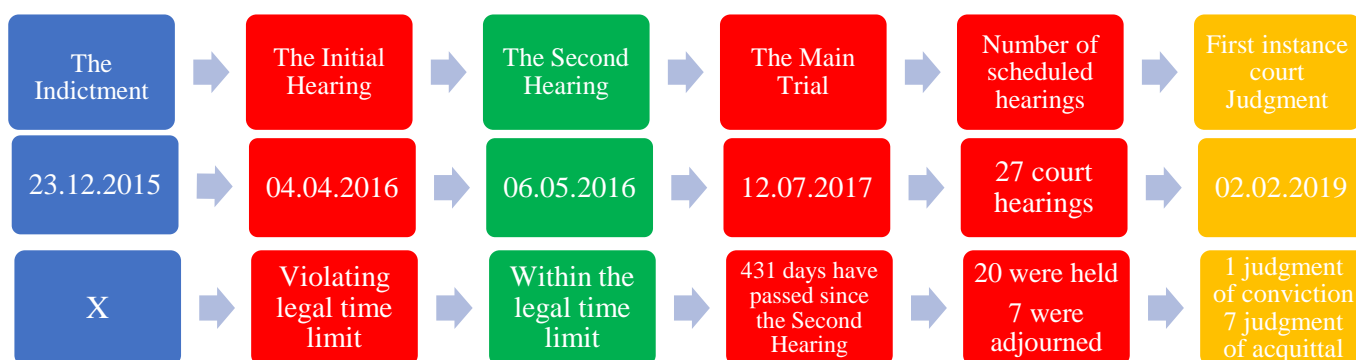 The
Indictment
The Initial
Hearing
The Second
Hearing
The Main
Trial
Number of
scheduled
hearings
First instance
court
Judgment
23.12.2015
04.04.2016
06.05.2016
12.07.2017
27 court
hearings
02.02.2019
X
Violating
legal time
limit
Within the
legal time
limit
431 days have
passed since
the Second
Hearing
20 were held
7 were
adjourned
1 judgment
of conviction
7 judgment
of acquittal